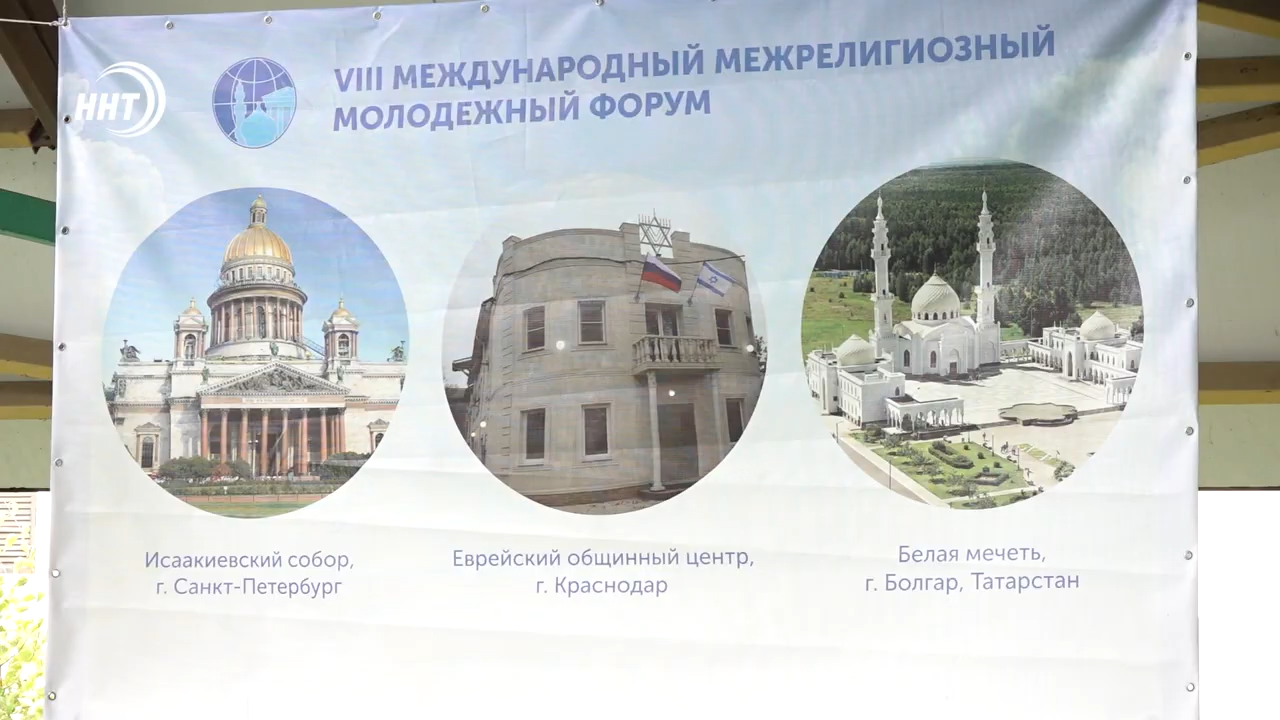 ННТ
VIII МЕЖДУНАРОДНЫЙ МЕЖРЕЛИГИОЗНЫЙ
МОЛОДЕЖНЫЙ ФОРУМ
Исаакиевский собор,
г. Санкт-Петербург
Еврейский общинный центр,
г. Краснодар
Белая мечеть,
г. Болгар, Татарстан